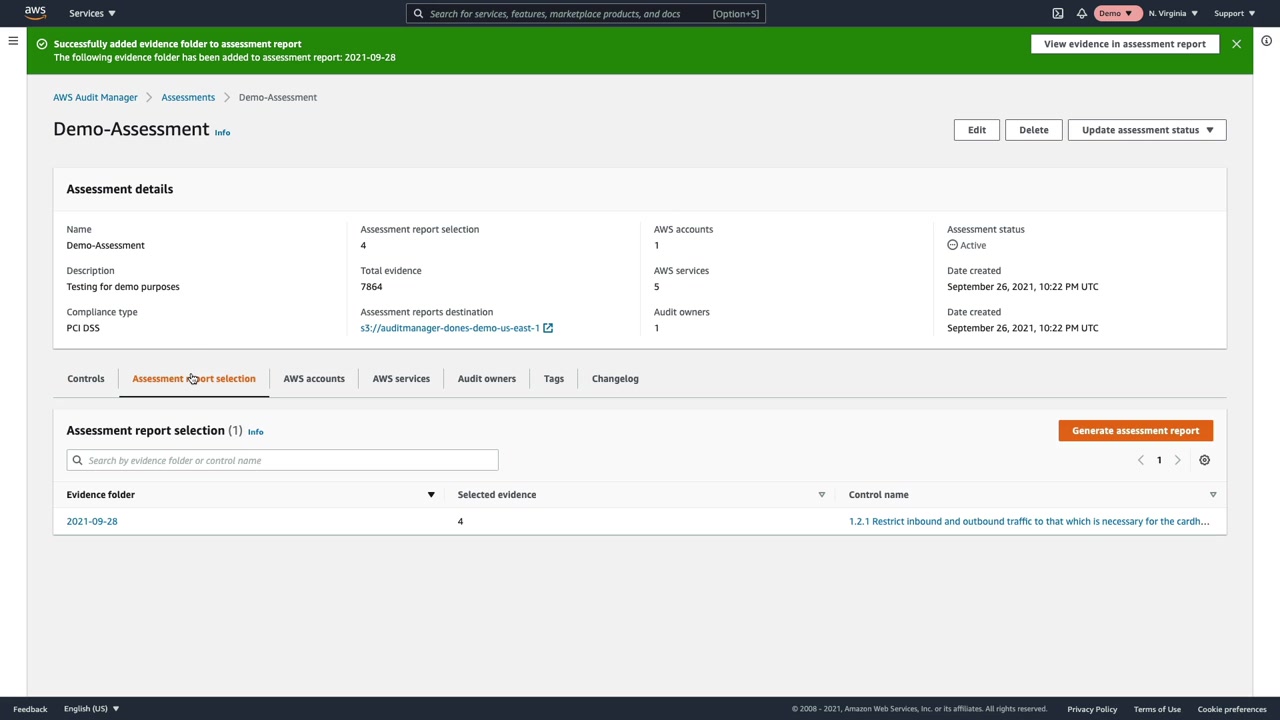 aws
Services
Search for services, features, marketplace products, and docs [Option+S]
Demo
N. Virginia
Support
Successfully added evidence folder to assessment report
The following evidence folder has been added to assessment report: 2021-09-28
View evidence in assessment report
AWS Audit Manager
Assessments
Demo-Assessment
Demo-Assessment Info
Edit
Delete
Update assessment status
Assessment details
Name
Demo-Assessment
Description
Testing for demo purposes
Compliance type
PCI DSS
Assessment report selection
4
Total evidence
7864
Assessment reports destination
s3://auditmanager-dones-demo-us-east-1
AWS accounts
1
AWS services
5
Audit owners
1
Assessment status
Active
Date created
September 26, 2021, 10:22 PM UTC
Date created
September 26, 2021, 10:22 PM UTC
Controls
Assessment report selection
AWS accounts
AWS services
Audit owners
Tags
Changelog
Assessment report selection (1) Info
Generate assessment report
Search by evidence folder or control name
1
Evidence folder
Selected evidence
Control name
2021-09-28
4
1.2.1 Restrict inbound and outbound traffic to that which is necessary for the cardh...
Feedback
English (US)
© 2008 - 2021, Amazon Web Services, Inc. or its affiliates. All rights reserved.
Privacy Policy
Terms of Use
Cookie preferences